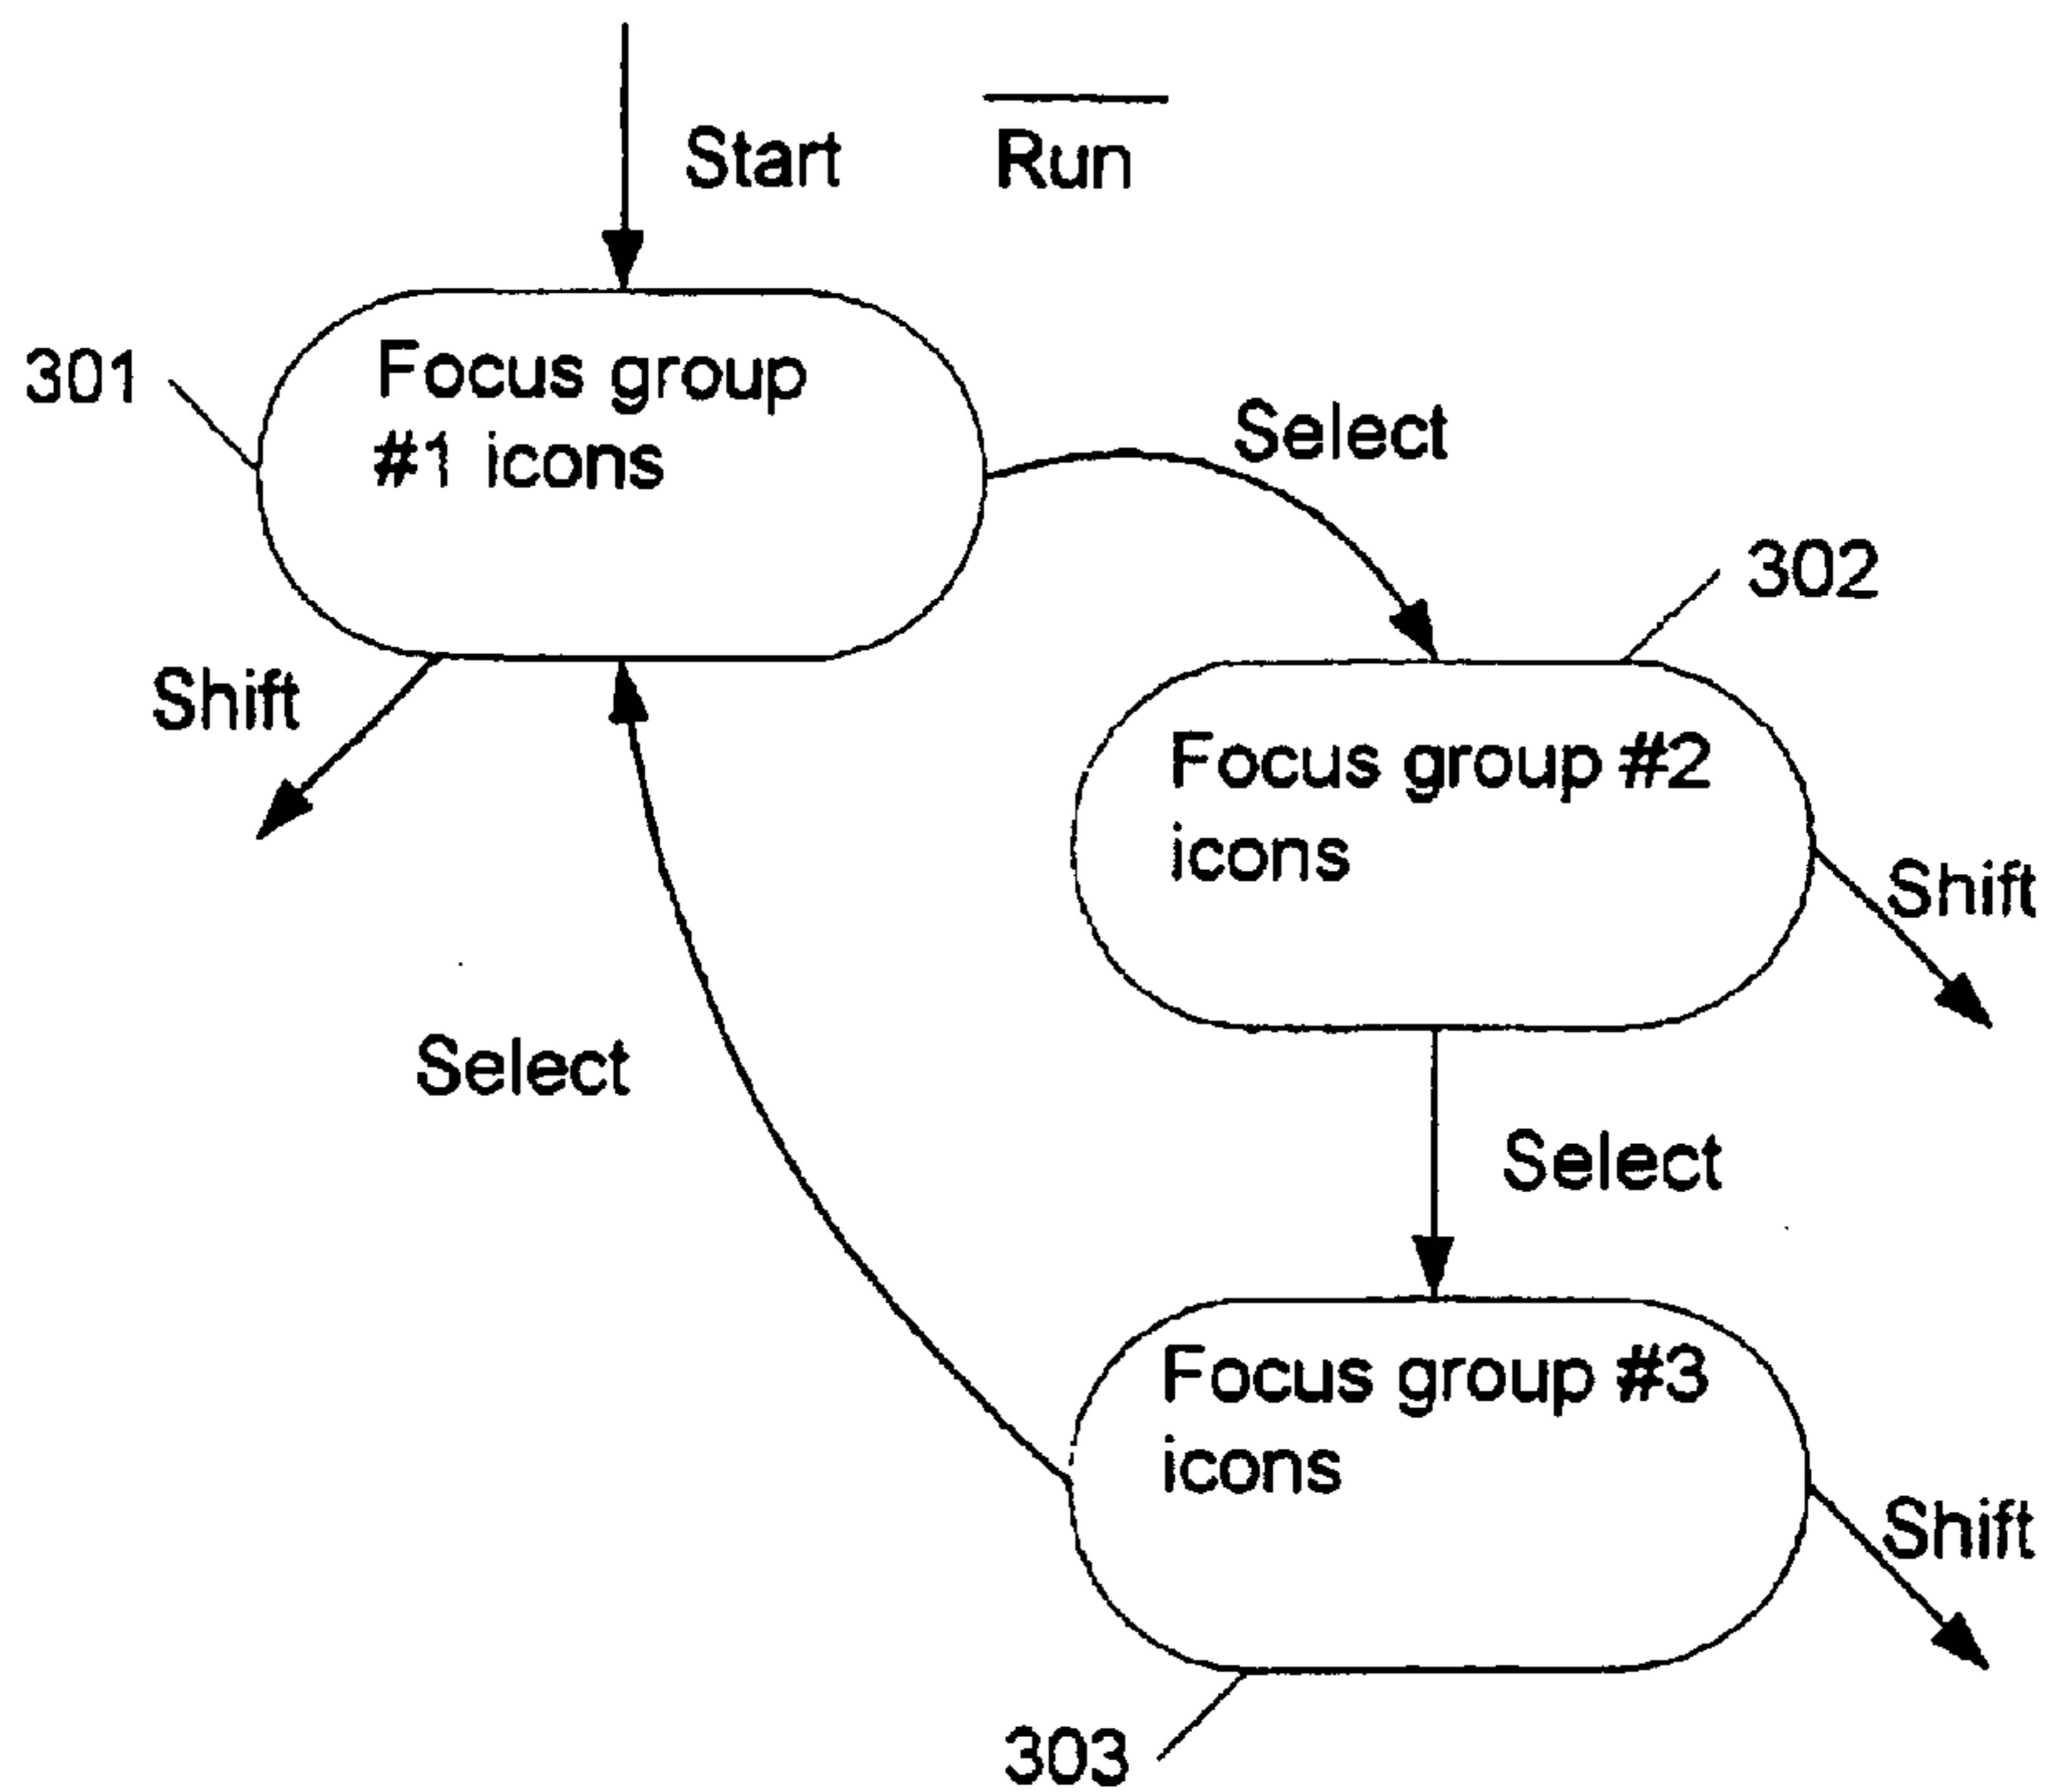 Start
Run
301
Focus group
#1 icons
Select
302
Shift
Focus group #2
icons
Shift
Select
Select
Focus group #3
icons
Shift
303